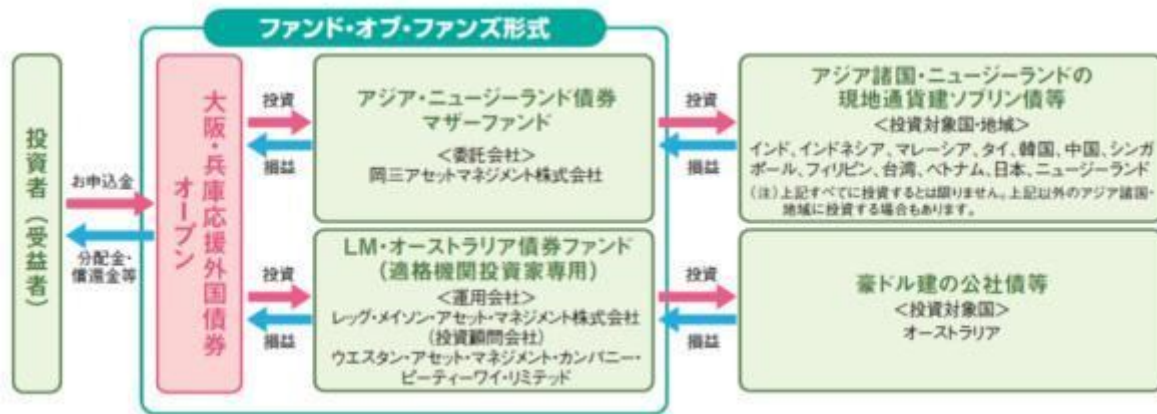 ファンド・オブ・ファンズ形式
投資者（受益者）
お申込金
分配金・
償還金等
大阪・兵庫応援外国債券
オープン
投資
損益
アジア・ニュージーランド債券
マザーファンド
＜委託会社＞
岡三アセットマネジメント株式会社
投資
損益
アジア諸国・ニュージーランドの
現地通貨建ソブリン債等
＜投資対象国・地域＞
インド、インドネシア、マレーシア、タイ、韓国、中国、シンガ
ポール、フィリピン、台湾、ベトナム、日本、ニュージーランド
（注）上記すべてに投資するとは限りません。上記以外のアジア諸国・
地域に投資する場合もあります。
投資
損益
LM・オーストラリア債券ファンド
（適格機関投資家専用）
＜運用会社＞
レッグ・メイソン・アセット・マネジメント株式会社
（投資顧問会社）
ウエスタン・アセット・マネジメント・カンパニー・
ピーティーワイ・リミテッド
投資
損益
豪ドル建の公社債等
＜投資対象国＞
オーストラリア